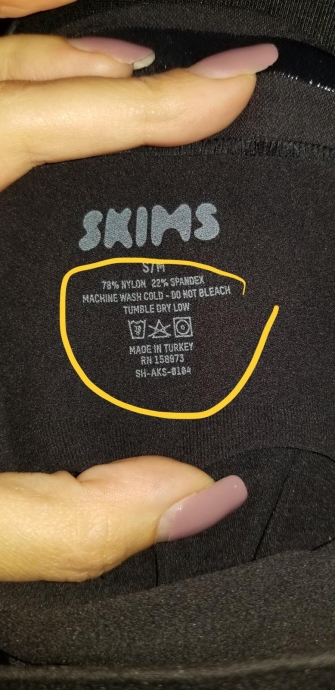 SKIMS
S/M
78% NYLON 22% SPANDEX
MACHINE WASH COLD - DO NOT BLEACH
TUMBLE DRY LOW
MADE IN TURKEY
RN 158973
SH-AKS-0184